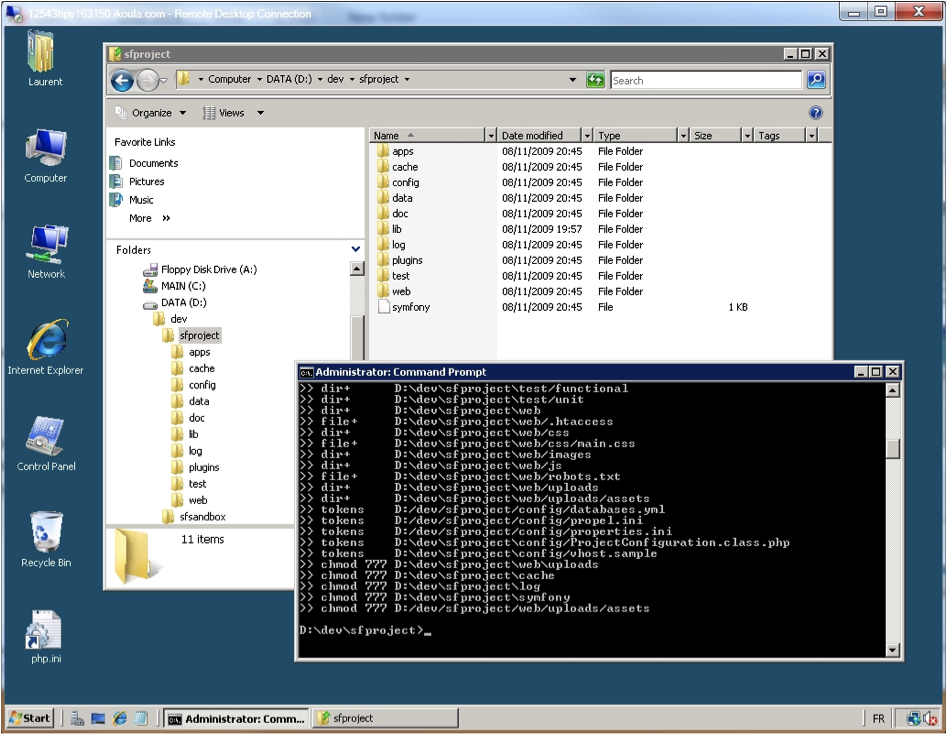 12543hpv163150.ikoula.com - Remote Desktop Connection
Laurent
Computer
Network
Internet Explorer
Control Panel
Recycle Bin
php.ini
sfproject
Computer DATA (D:) dev sfproject
Search
Organize Views
Favorite Links
Documents
Pictures
Music
More »
Folders
Floppy Disk Drive (A:)
MAIN (C:)
DATA (D:)
dev
sfproject
apps
cache
config
data
doc
lib
log
plugins
test
web
sfsandbox
11 items
Name Date modified Type Size Tags
apps 08/11/2009 20:45 File Folder
cache 08/11/2009 20:45 File Folder
config 08/11/2009 20:45 File Folder
data 08/11/2009 20:45 File Folder
doc 08/11/2009 20:45 File Folder
lib 08/11/2009 19:57 File Folder
log 08/11/2009 20:45 File Folder
plugins 08/11/2009 20:45 File Folder
test 08/11/2009 20:45 File Folder
web 08/11/2009 20:45 File Folder
symfony 08/11/2009 20:45 File 1 KB
Administrator: Command Prompt
>> dir+ D:\dev\sfproject\test/functional
>> dir+ D:\dev\sfproject\test/unit
>> dir+ D:\dev\sfproject\web
>> file+ D:\dev\sfproject\web/.htaccess
>> dir+ D:\dev\sfproject\web/css
>> file+ D:\dev\sfproject\web/css/main.css
>> dir+ D:\dev\sfproject\web/images
>> dir+ D:\dev\sfproject\web/js
>> file+ D:\dev\sfproject\web/robots.txt
>> dir+ D:\dev\sfproject\web/uploads
>> dir+ D:\dev\sfproject\web/uploads/assets
>> tokens D:/dev/sfproject/config/databases.yml
>> tokens D:/dev/sfproject/config/propel.ini
>> tokens D:/dev/sfproject/config/properties.ini
>> tokens D:\dev\sfproject\config/ProjectConfiguration.class.php
>> tokens D:\dev\sfproject\config/vhost.sample
>> chmod 777 D:\dev\sfproject\web\uploads
>> chmod 777 D:\dev\sfproject\cache
>> chmod 777 D:\dev\sfproject\log
>> chmod 777 D:\dev\sfproject\symfony
>> chmod 777 D:/dev/sfproject/web/uploads/assets
D:\dev\sfproject>_
Start
Administrator: Comm...
sfproject
FR